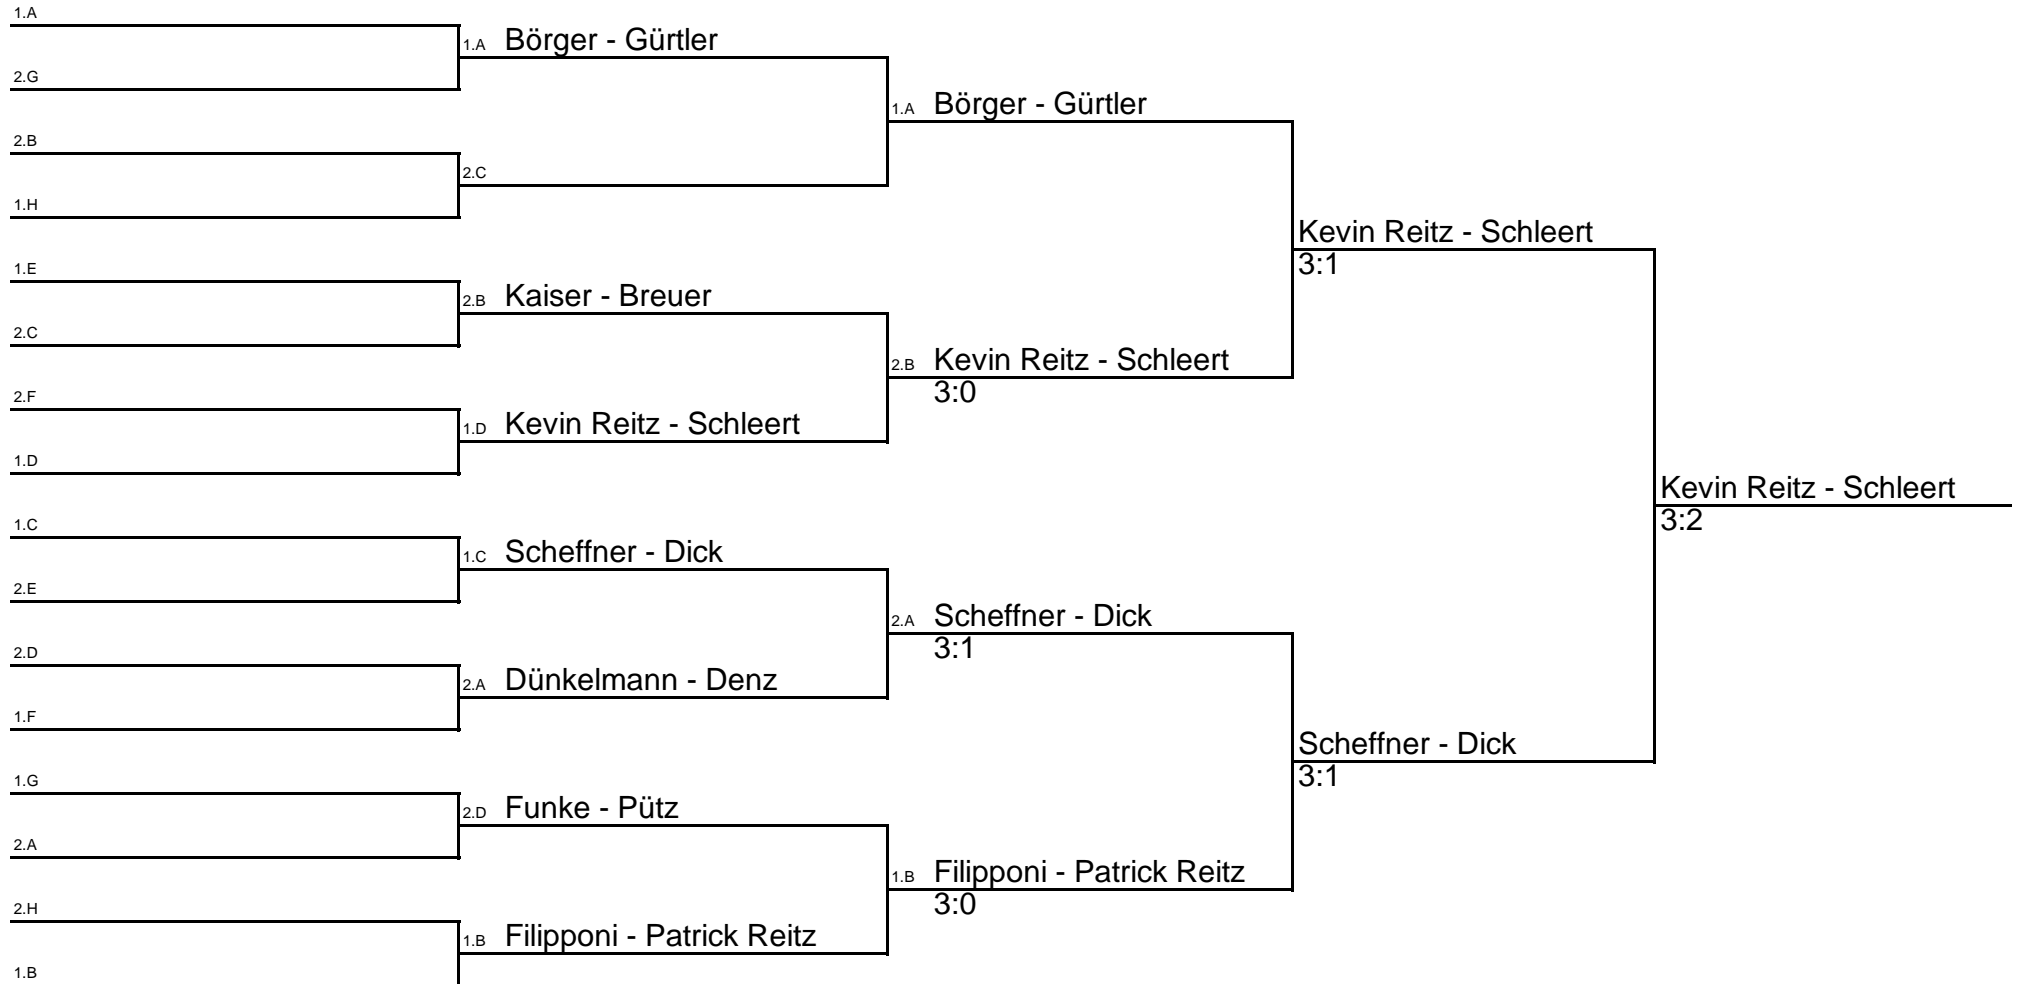 1.A
2.G
2.B
1.H
1.E
2.C
2.F
1.D
1.C
2.E
2.D
1.F
1.G
2.A
2.H
1.B
1.A Börger - Gürtler
2.C
2.B Kaiser - Breuer
1.D Kevin Reitz - Schleert
1.C Scheffner - Dick
2.A Dünkelmann - Denz
2.D Funke - Pütz
1.B Filipponi - Patrick Reitz
1.A Börger - Gürtler
2.B Kevin Reitz - Schleert
3:0
2.A Scheffner - Dick
3:1
1.B Filipponi - Patrick Reitz
3:0
Kevin Reitz - Schleert
3:1
Scheffner - Dick
3:1
Kevin Reitz - Schleert
3:2